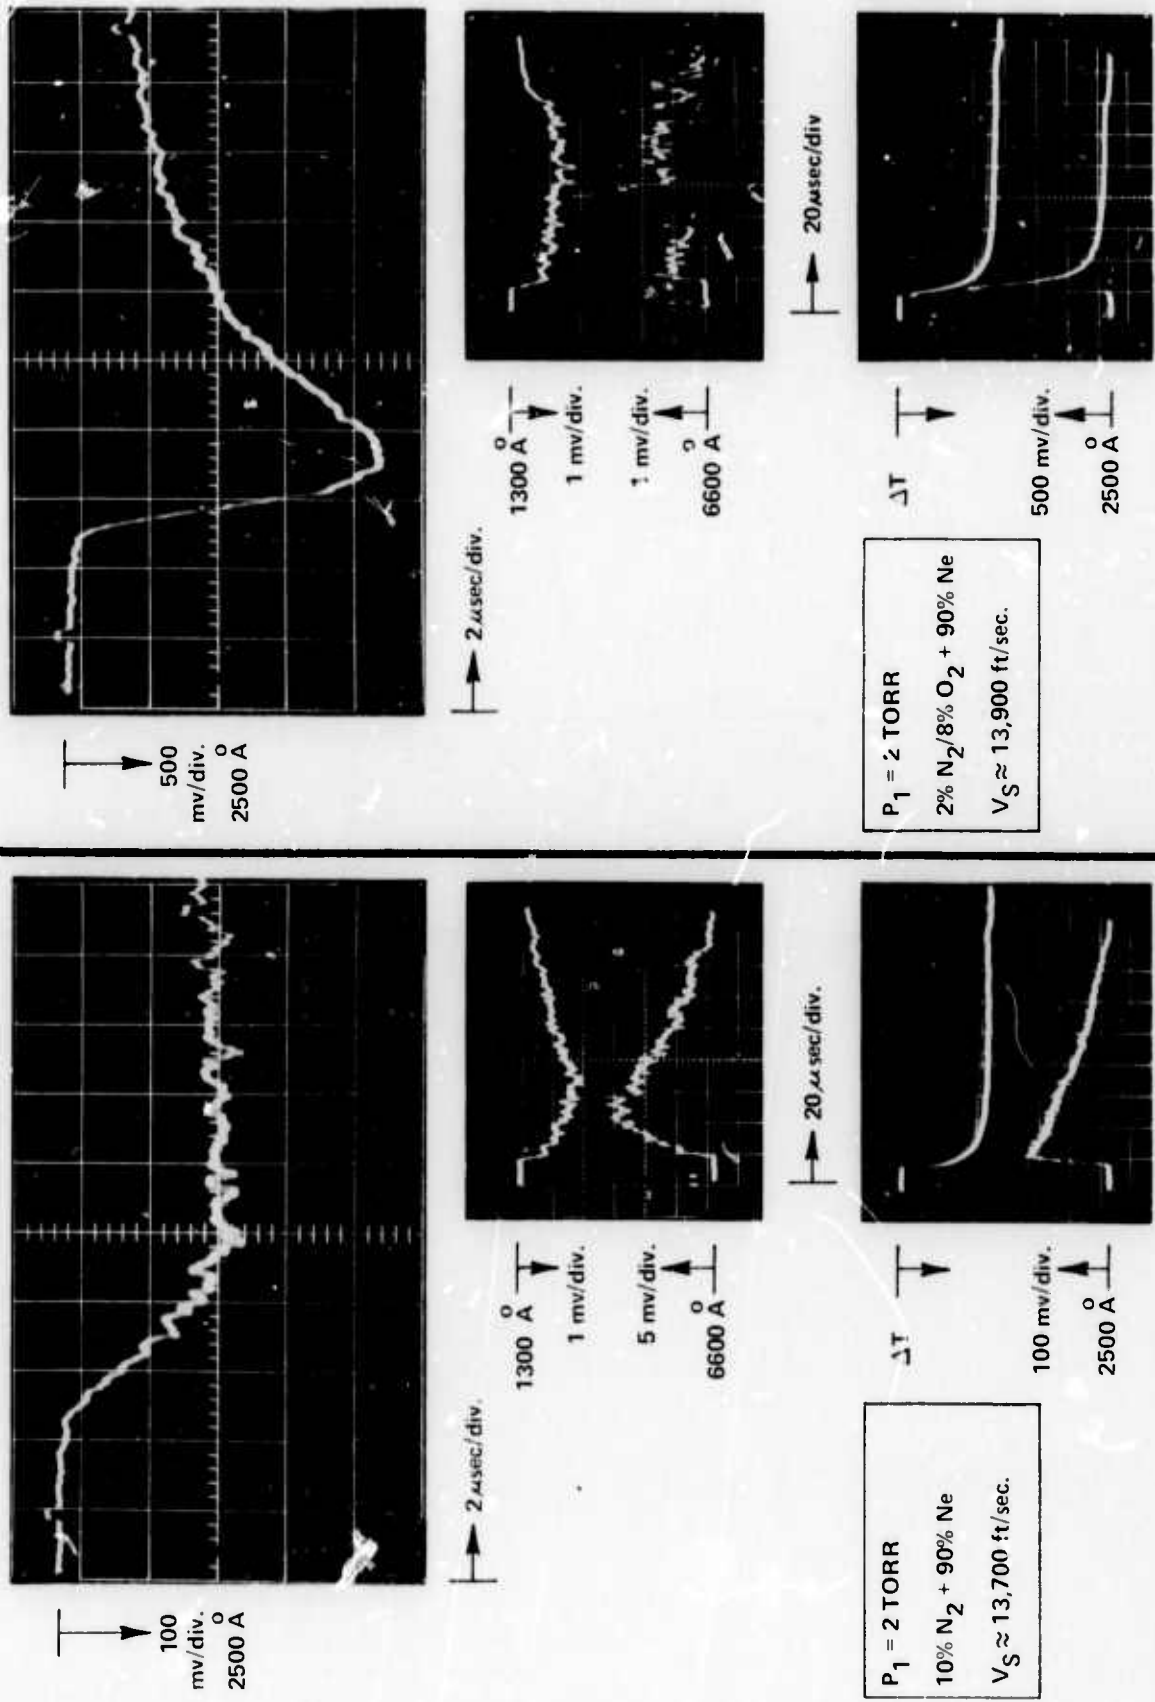 100
mv/div.
2500 Å
2 μsec/div.
1300 Å
1 mv/div.
5 mv/div.
6600 Å
20 μsec/div.
ΔT
100 mv/div.
2500 Å
P1 = 2 TORR
10% N2 + 90% Ne
VS ≈ 13,700 ft/sec.
500
mv/div.
2500 Å
2 μsec/div.
1300 Å
1 mv/div.
1 mv/div.
6600 Å
20 μsec/div
ΔT
500 mv/div.
2500 Å
P1 = 2 TORR
2% N2/8% O2 + 90% Ne
VS ≈ 13,900 ft/sec.